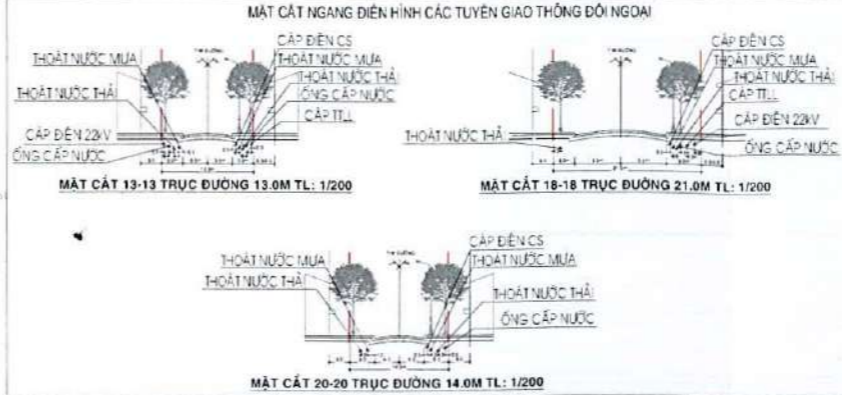 MẶT CẮT NGANG ĐIỂN HÌNH CÁC TUYẾN GIAO THÔNG ĐỐI NGOẠI
THOÁT NƯỚC MƯA
THOÁT NƯỚC THẢI
CÁP ĐIỆN 22kV
ỐNG CẤP NƯỚC
CÁP ĐIỆN CS
THOÁT NƯỚC MƯA
THOÁT NƯỚC THẢI
ỐNG CẤP NƯỚC
CÁP TTLL
MẶT CẮT 13-13 TRỤC ĐƯỜNG 13.0M TL: 1/200
THOÁT NƯỚC THẢI
CÁP ĐIỆN CS
THOÁT NƯỚC MƯA
THOÁT NƯỚC THẢI
CÁP TTLL
CÁP ĐIỆN 22kV
ỐNG CẤP NƯỚC
MẶT CẮT 18-18 TRỤC ĐƯỜNG 21.0M TL: 1/200
THOÁT NƯỚC MƯA
THOÁT NƯỚC THẢI
CÁP ĐIỆN CS
THOÁT NƯỚC MƯA
THOÁT NƯỚC THẢI
ỐNG CẤP NƯỚC
MẶT CẮT 20-20 TRỤC ĐƯỜNG 14.0M TL: 1/200